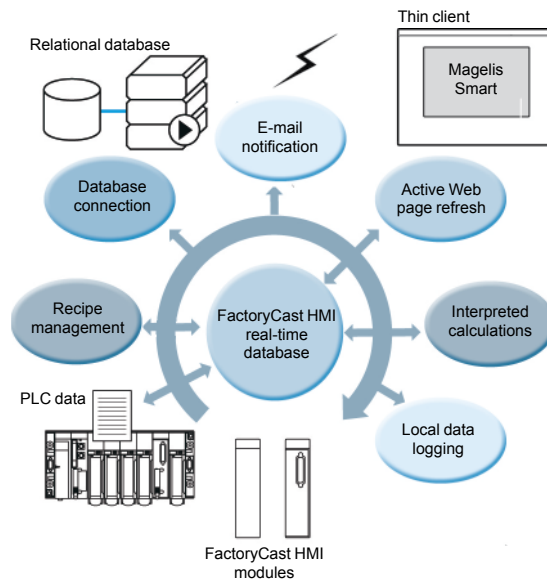 Thin client
Relational database
Magelis
Smart
E-mail
notification
Database
connection
Active Web
page refresh
Recipe
management
FactoryCast HMI
real-time
database
Interpreted
calculations
PLC data
Local data
logging
FactoryCast HMI
modules